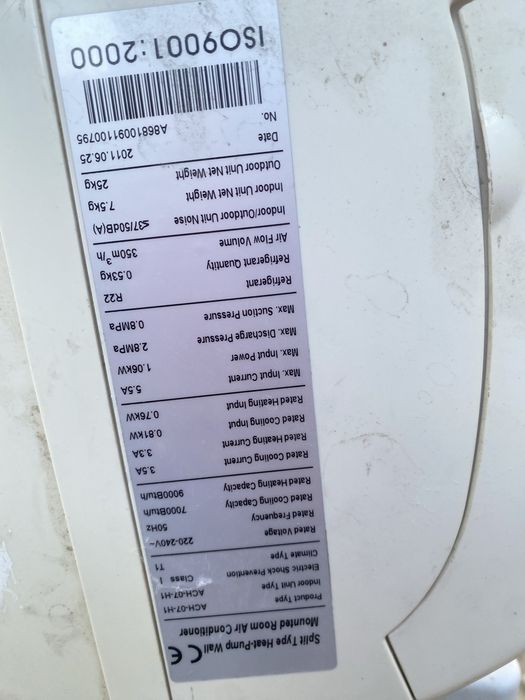 Split Type Heat-Pump Wall
Mounted Room Air Conditioner CE
Product Type ACH-07-H1
Indoor Unit Type ACH-07-H1
Electric Shock Prevention Class I
Climate Type T1
Rated Voltage 220-240V~
Rated Frequency 50Hz
Rated Cooling Capacity 7000Btu/h
Rated Heating Capacity 9000Btu/h
Rated Cooling Current 3.5A
Rated Heating Current 3.3A
Rated Cooling Input 0.81kW
Rated Heating Input 0.76kW
Max. Input Current 5.5A
Max. Input Power 1.06kW
Max. Discharge Pressure 2.8MPa
Max. Suction Pressure 0.8MPa
Refrigerant R22
Refrigerant Quantity 0.53kg
Air Flow Volume 350m³/h
Indoor/Outdoor Unit Noise ≤37/50dB(A)
Indoor Unit Net Weight 7.5kg
Outdoor Unit Net Weight 25kg
Date 2011.06.25
No. A86810091100795
ISO9001:2000